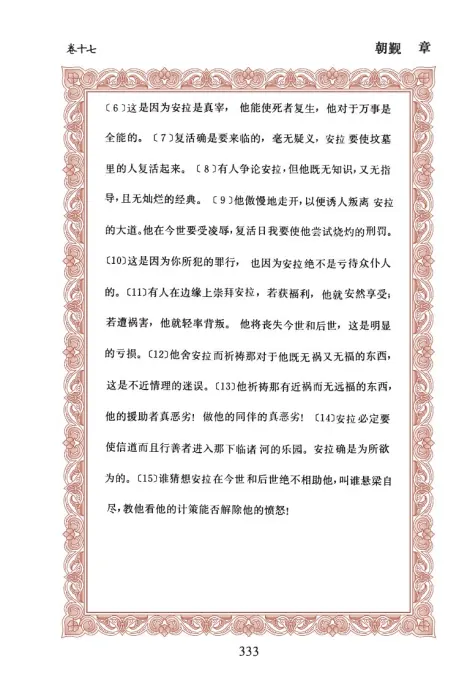 卷十七
朝觐 章
〔6〕这是因为安拉是真宰， 他能使死者复生，他对于万事是
全能的。〔7〕复活确是要来临的，毫无疑义，安拉要使坟墓
里的人复活起来。〔8〕有人争论安拉，但他既无知识，又无指
导，且无灿烂的经典。〔9〕他傲慢地走开，以便诱人叛离 安拉
的大道。他在今世要受凌辱，复活日我要使他尝试烧灼的刑罚。
〔10〕这是因为你所犯的罪行， 也因为安拉绝不是亏待众仆人
的。〔11〕有人在边缘上崇拜安拉，若获福利，他就安然享受；
若遭祸害，他就轻率背叛。 他将丧失今世和后世，这是明显
的亏损。〔12〕他舍安拉而祈祷那对于他既无祸又无福的东西，
这是不近情理的迷误。〔13〕他祈祷那有近祸而无远福的东西，
他的援助者真恶劣！做他的同伴的真恶劣！〔14〕安拉必定要
使信道而且行善者进入那下临诸 河的乐园。安拉确是为所欲
为的。〔15〕谁猜想安拉在今世和后世绝不相助他，叫谁悬梁自
尽，教他看他的计策能否解除他的愤怒！
333